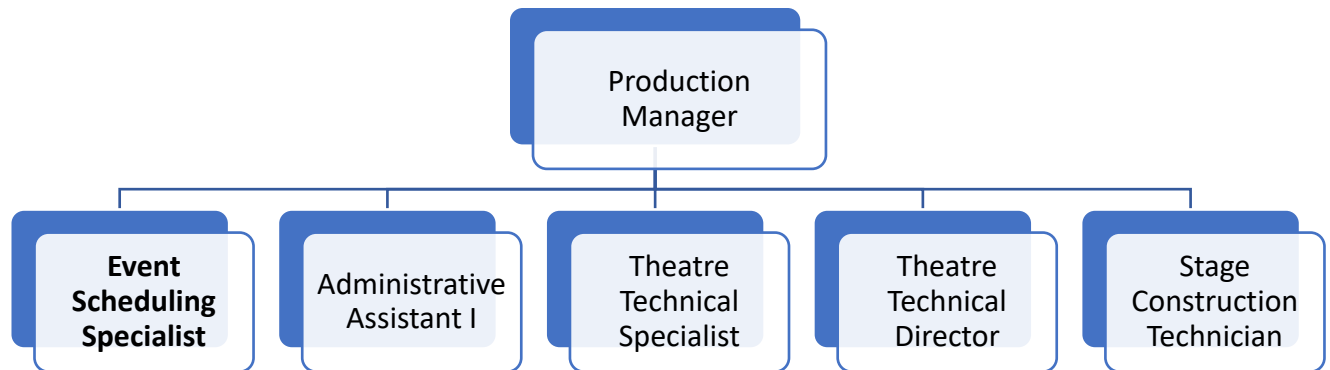 Production
Manager
Event
Scheduling
Specialist
Administrative
Assistant I
Theatre
Technical
Specialist
Theatre
Technical
Director
Stage
Construction
Technician